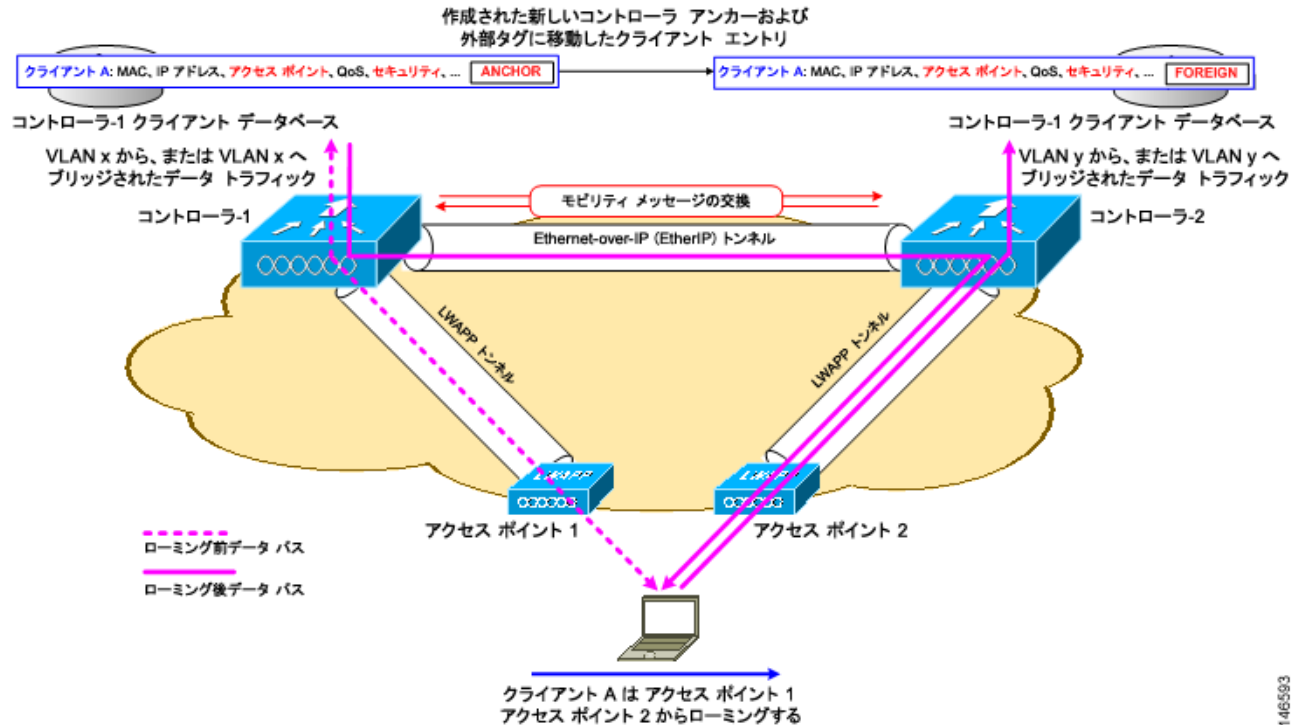 作成された新しいコントローラ アンカーおよび
外部タグに移動したクライアント エントリ
クライアント A: MAC、IP アドレス、アクセス ポイント、QoS、セキュリティ、... ANCHOR
クライアント A: MAC、IP アドレス、アクセス ポイント、QoS、セキュリティ、... FOREIGN
コントローラ-1 クライアント データベース
コントローラ-1 クライアント データベース
VLAN x から、または VLAN x へ
ブリッジされたデータ トラフィック
VLAN y から、または VLAN y へ
ブリッジされたデータ トラフィック
コントローラ-1
モビリティ メッセージの交換
コントローラ-2
Ethernet-over-IP (EtherIP) トンネル
LWAPP トンネル
LWAPP トンネル
LWAPP
LWAPP
アクセス ポイント 1
アクセス ポイント 2
ローミング前データ パス
ローミング後データ パス
クライアント A は アクセス ポイント 1
アクセス ポイント 2 からローミングする
146593